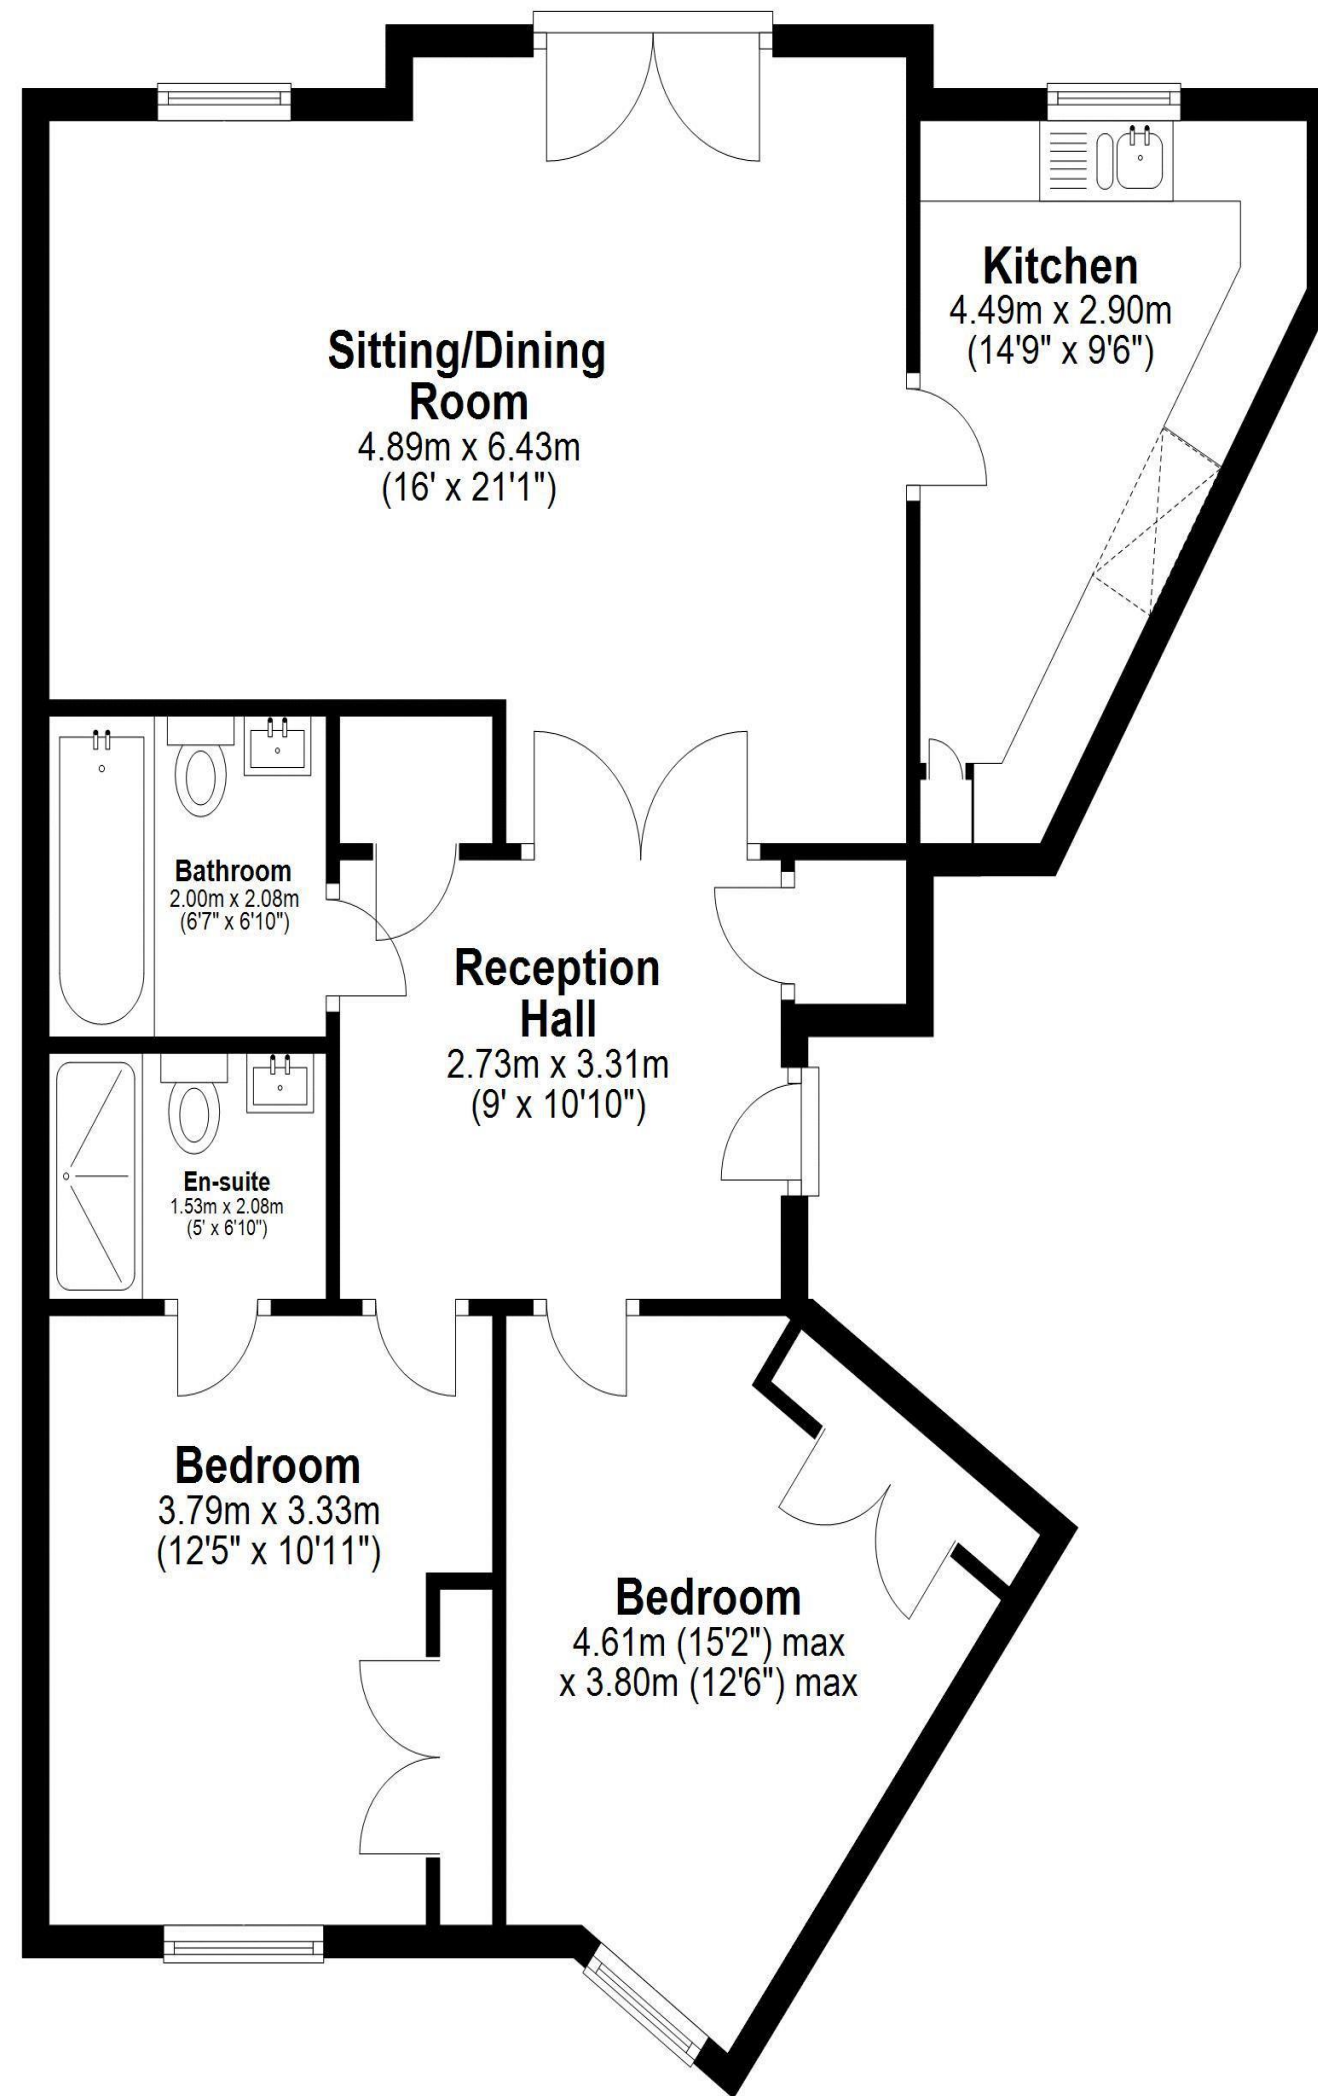 Kitchen
4.49m x 2.90m
(14'9" x 9'6")
Sitting/Dining
Room
4.89m x 6.43m
(16' x 21'1")
Bathroom
2.00m x 2.08m
(6'7" x 6'10")
Reception
Hall
2.73m x 3.31m
(9' x 10'10")
En-suite
1.53m x 2.08m
(5' x 6'10")
Bedroom
3.79m x 3.33m
(12'5" x 10'11")
Bedroom
4.61m (15'2") max
x 3.80m (12'6") max